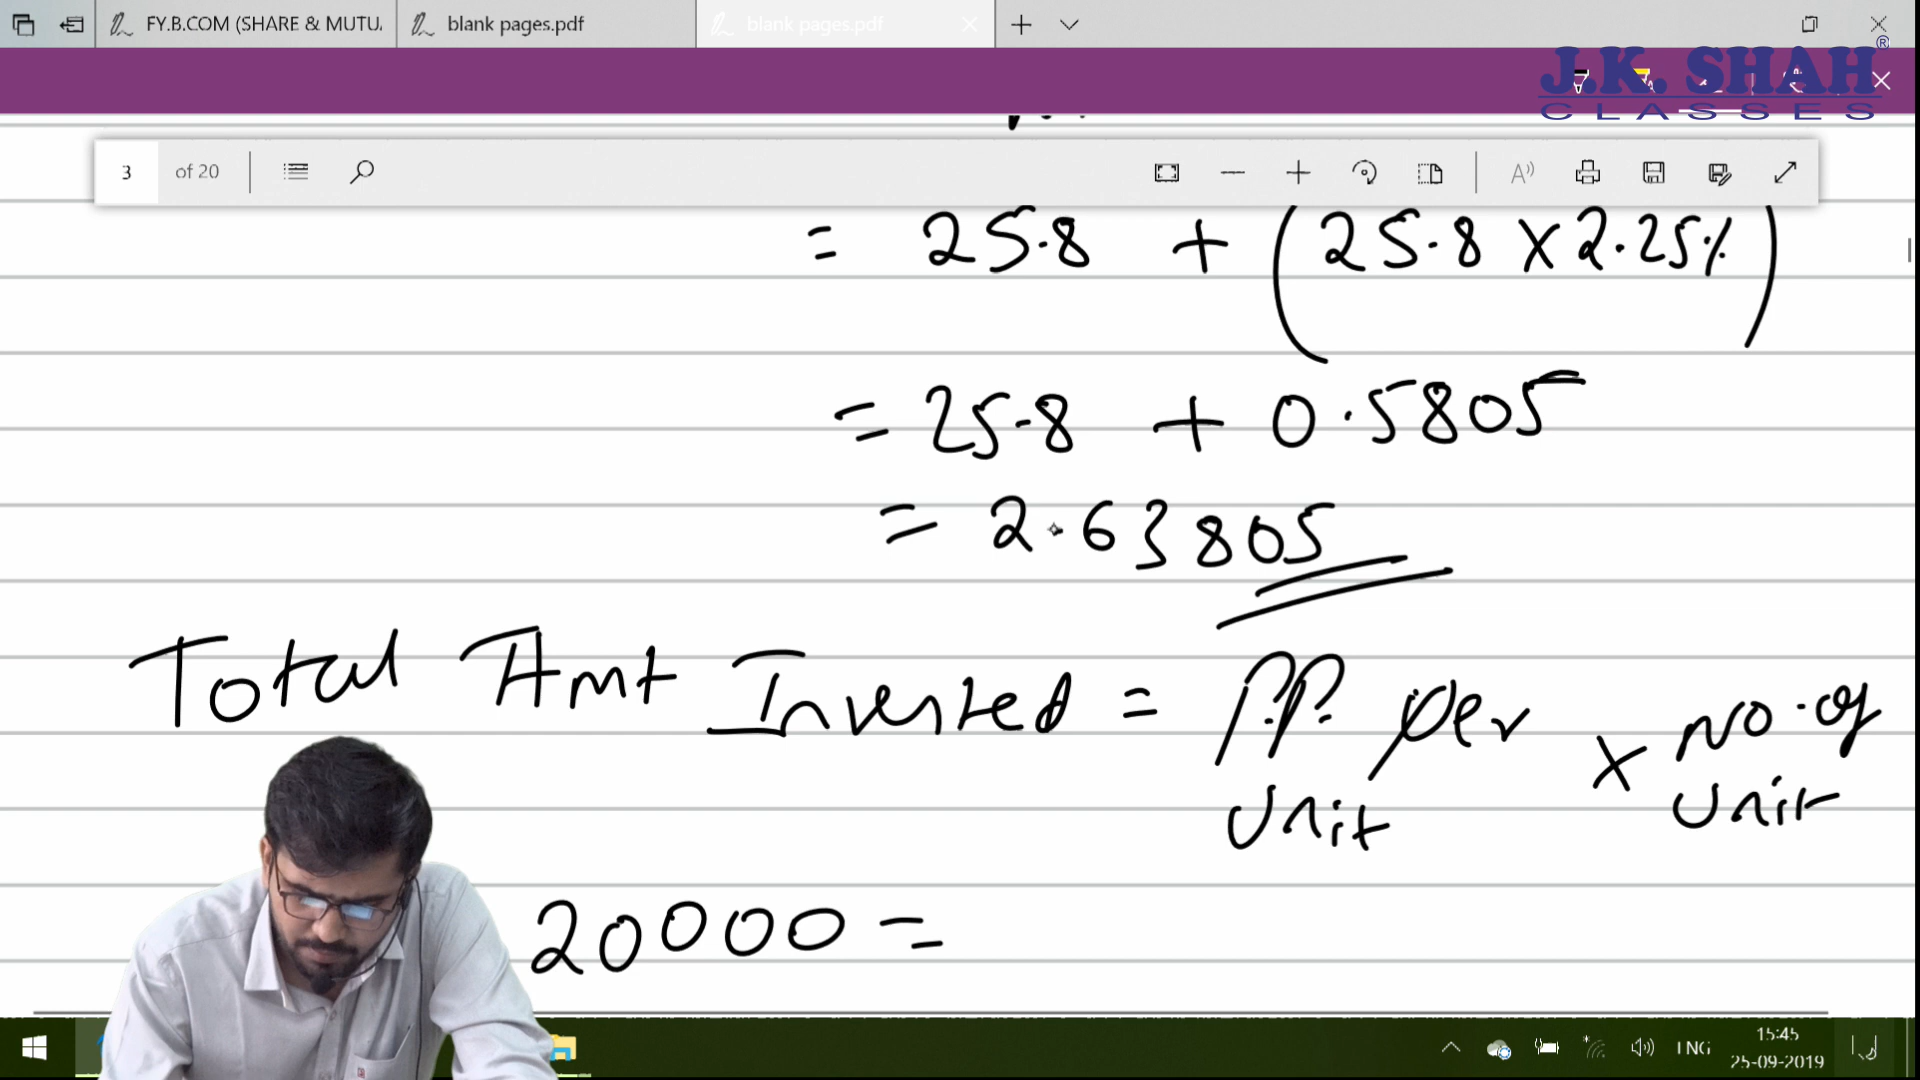 FY.B.COM (SHARE & MUTU
blank pages.pdf
blank pages.pdf
J.K. SHAH®
CLASSES
3 of 20
= 25.8 + (25.8 × 2.25%)
= 25.8 + 0.5805
= 2.63805
Total Amt Invested = P.P. per unit × No. of unit
20000 =
ENG
15:45
25-09-2019